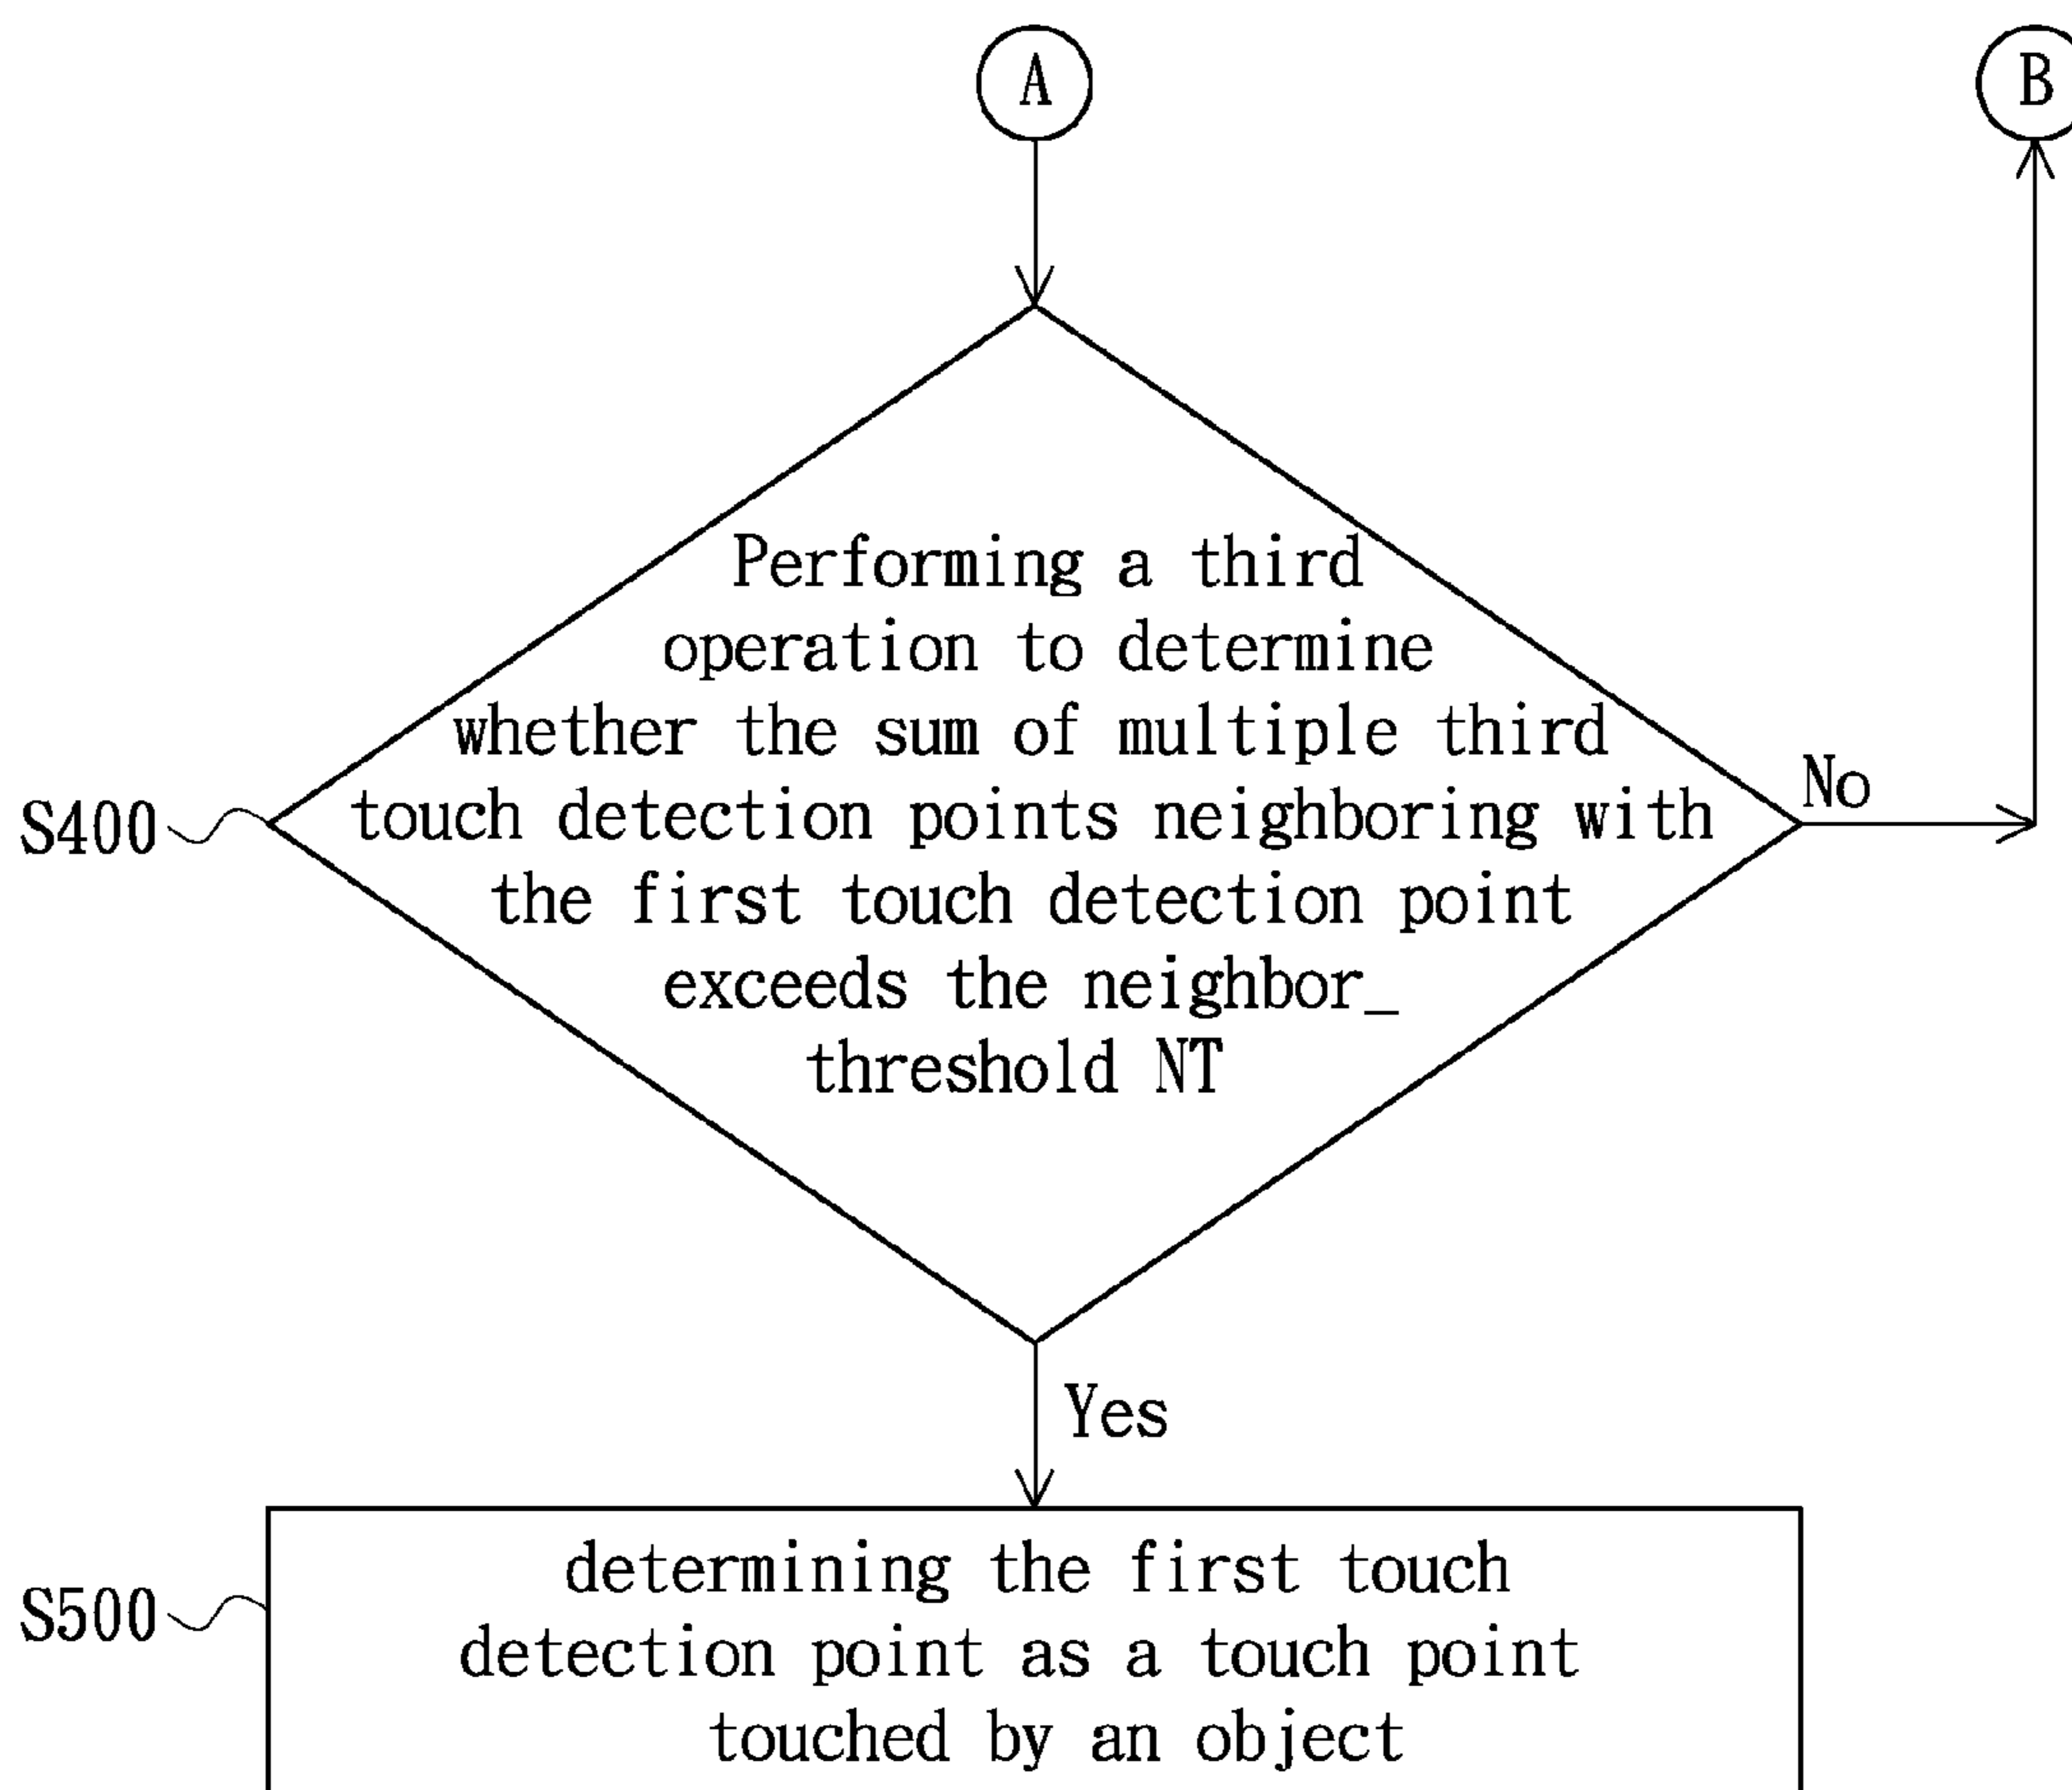 A
B
Performing a third
operation to determine
whether the sum of multiple third
touch detection points neighboring with
the first touch detection point
exceeds the neighbor_
threshold NT
S400
No
Yes
S500
determining the first touch
detection point as a touch point
touched by an object